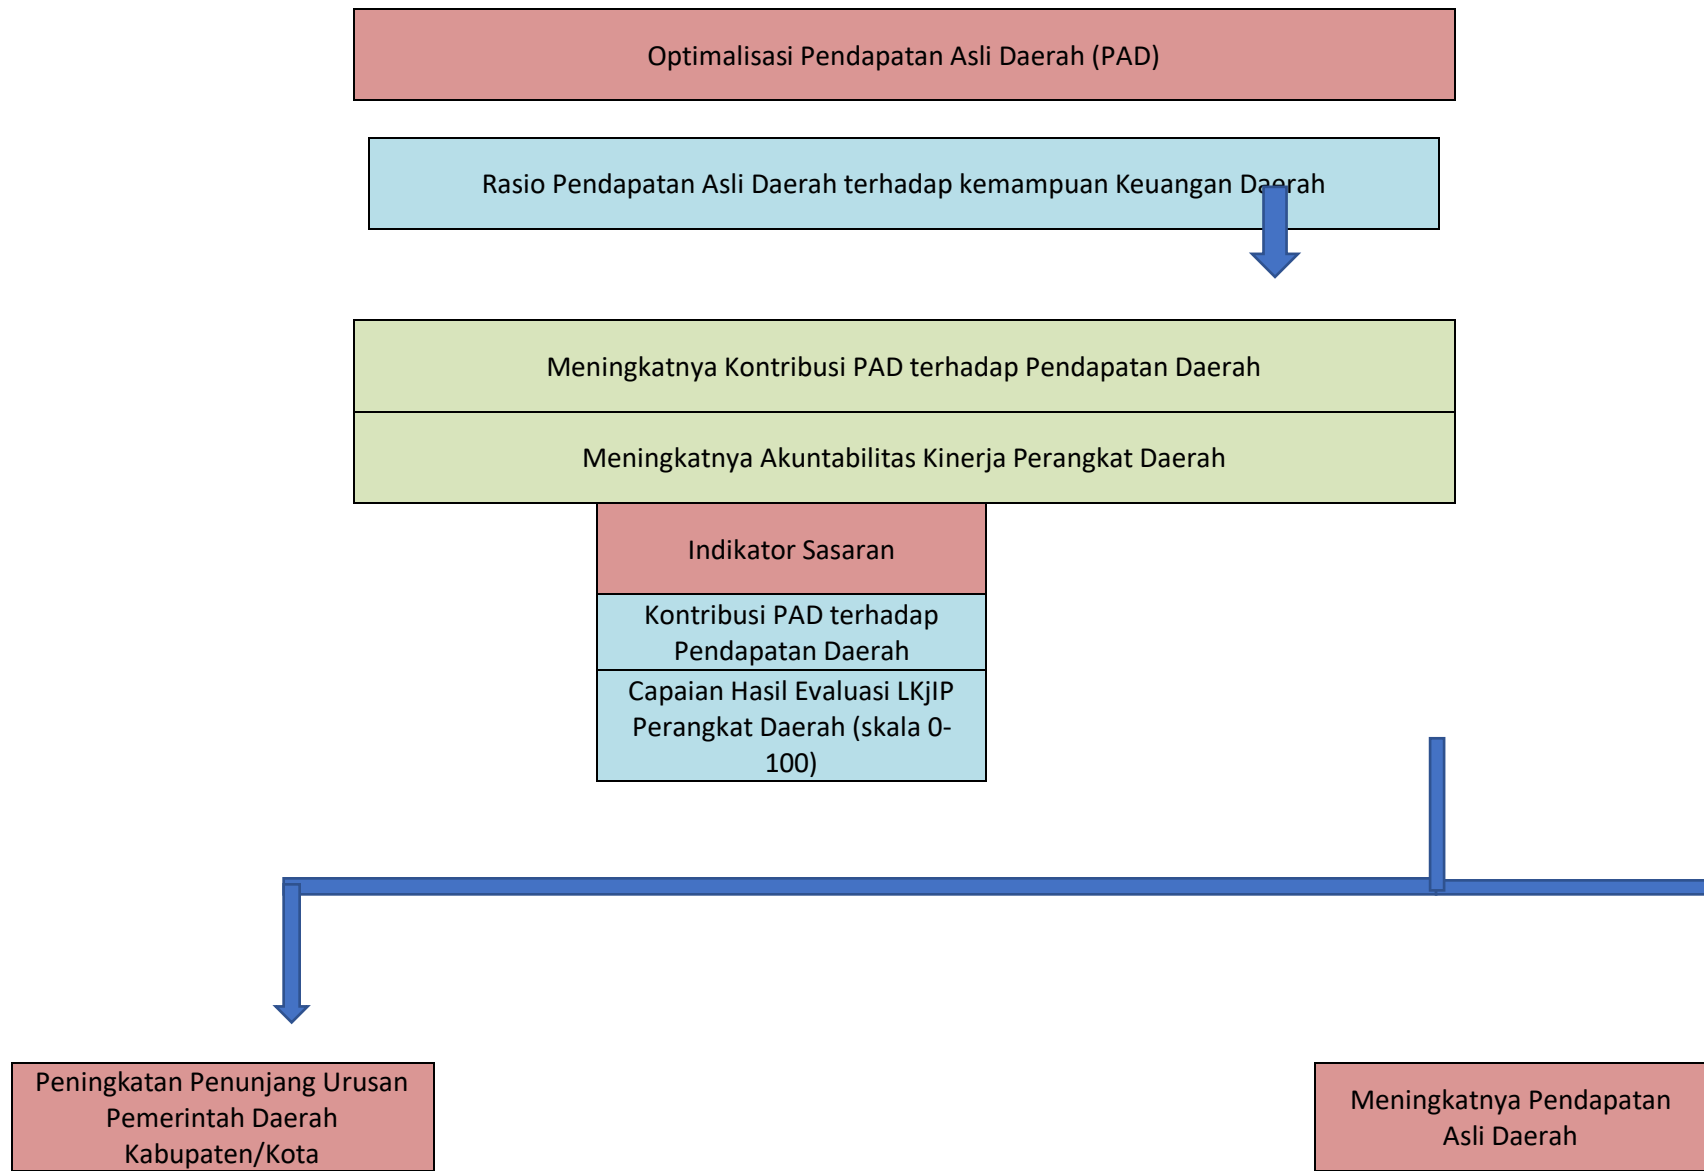 Optimalisasi Pendapatan Asli Daerah (PAD)
Rasio Pendapatan Asli Daerah terhadap kemampuan Keuangan Daerah
Meningkatnya Kontribusi PAD terhadap Pendapatan Daerah
Meningkatnya Akuntabilitas Kinerja Perangkat Daerah
Indikator Sasaran
Kontribusi PAD terhadap
Pendapatan Daerah
Capaian Hasil Evaluasi LKjIP
Perangkat Daerah (skala 0-
100)
Peningkatan Penunjang Urusan
Pemerintah Daerah
Kabupaten/Kota
Meningkatnya Pendapatan
Asli Daerah